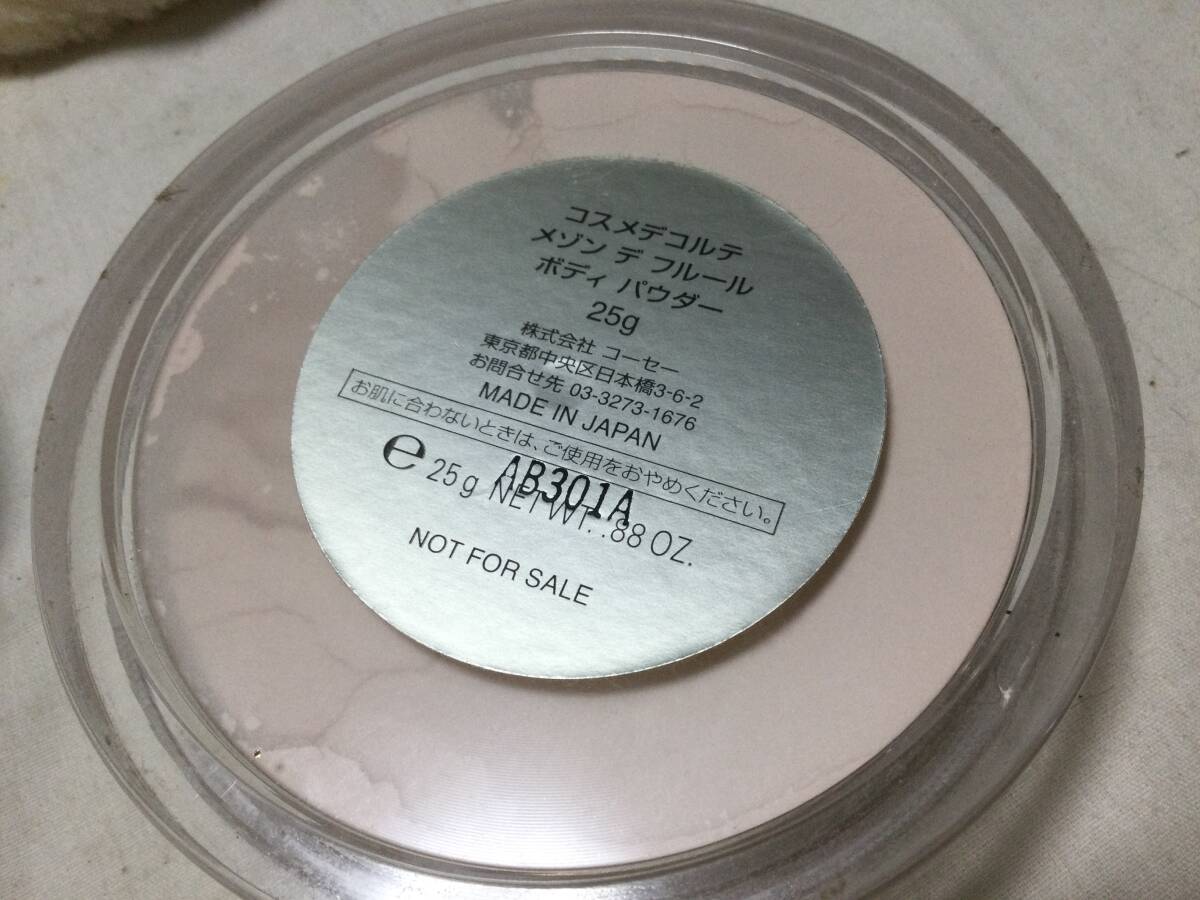 コスメデコルテ
メゾン デ フルール
ボディ パウダー
25g
株式会社 コーセー
東京都中央区日本橋3-6-2
お問合せ先 03-3273-1676
MADE IN JAPAN
お肌に合わないときは、ご使用をおやめください。
AB301A
℮ 25g NET WT. .88 OZ.
NOT FOR SALE